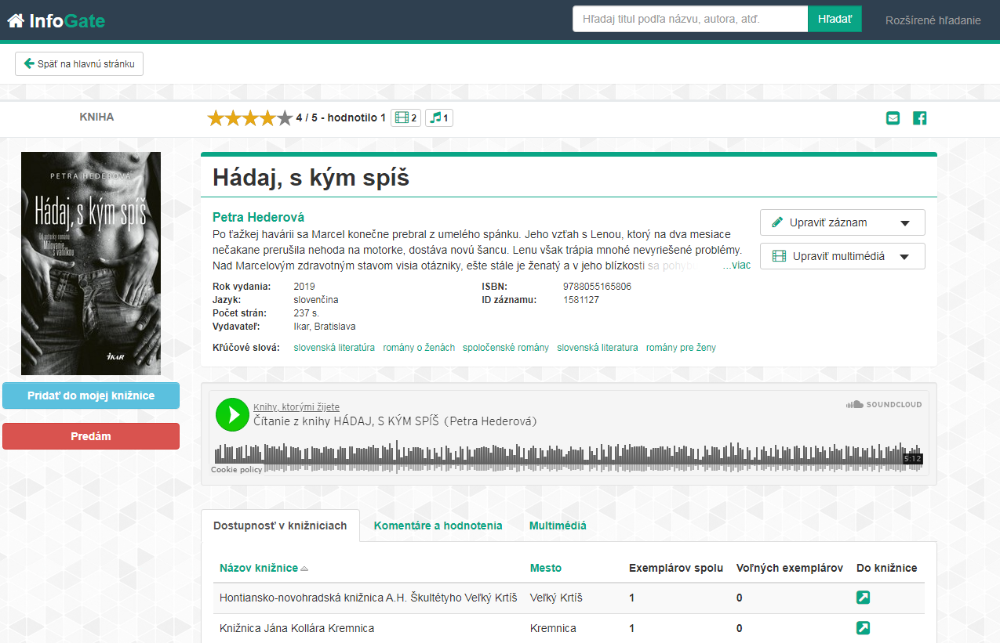 InfoGate
Hľadaj titul podľa názvu, autora, atď.
Hľadať
Rozšírené hľadanie
Späť na hlavnú stránku
KNIHA
4 / 5 - hodnotilo 1
2
1
PETRA HEDEROVÁ
Hádaj, s kým spíš
Od autorky románu
Milovanie
s vanilkou
IKAR
Pridať do mojej knižnice
Predám
Hádaj, s kým spíš
Petra Hederová
Po ťažkej havárii sa Marcel konečne prebral z umelého spánku. Jeho vzťah s Lenou, ktorý na dva mesiace
nečakane prerušila nehoda na motorke, dostáva novú šancu. Lenu však trápia mnohé nevyriešené problémy.
Nad Marcelovým zdravotným stavom visia otázniky, ešte stále je ženatý a v jeho blízkosti sa ...viac
Upraviť záznam
Upraviť multimédiá
Rok vydania: 2019 ISBN: 9788055165806
Jazyk: slovenčina ID záznamu: 1581127
Počet strán: 237 s.
Vydavateľ: Ikar, Bratislava
Kľúčové slová: slovenská literatúra romány o ženách spoločenské romány slovenská literatura romány pre ženy
Knihy, ktorými žijete
SOUNDCLOUD
Čítanie z knihy HÁDAJ, S KÝM SPÍŠ (Petra Hederová)
5:12
Cookie policy
Dostupnosť v knižniciach Komentáre a hodnotenia Multimédiá
Názov knižnice Mesto Exemplárov spolu Voľných exemplárov Do knižnice
Hontiansko-novohradská knižnica A.H. Škultétyho Veľký Krtíš Veľký Krtíš 1 0
Knižnica Jána Kollára Kremnica Kremnica 1 0